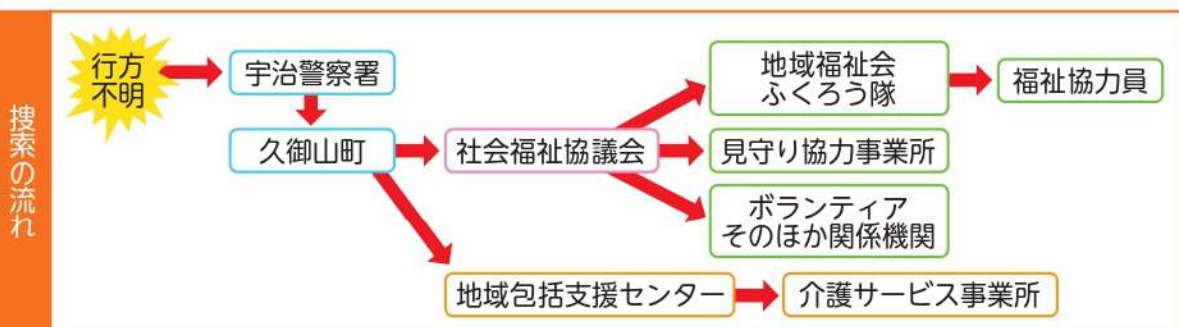 捜索の流れ
行方
不明
宇治警察署
久御山町
社会福祉協議会
地域福祉会
ふくろう隊
福祉協力員
見守り協力事業所
ボランティア
そのほか関係機関
地域包括支援センター
介護サービス事業所